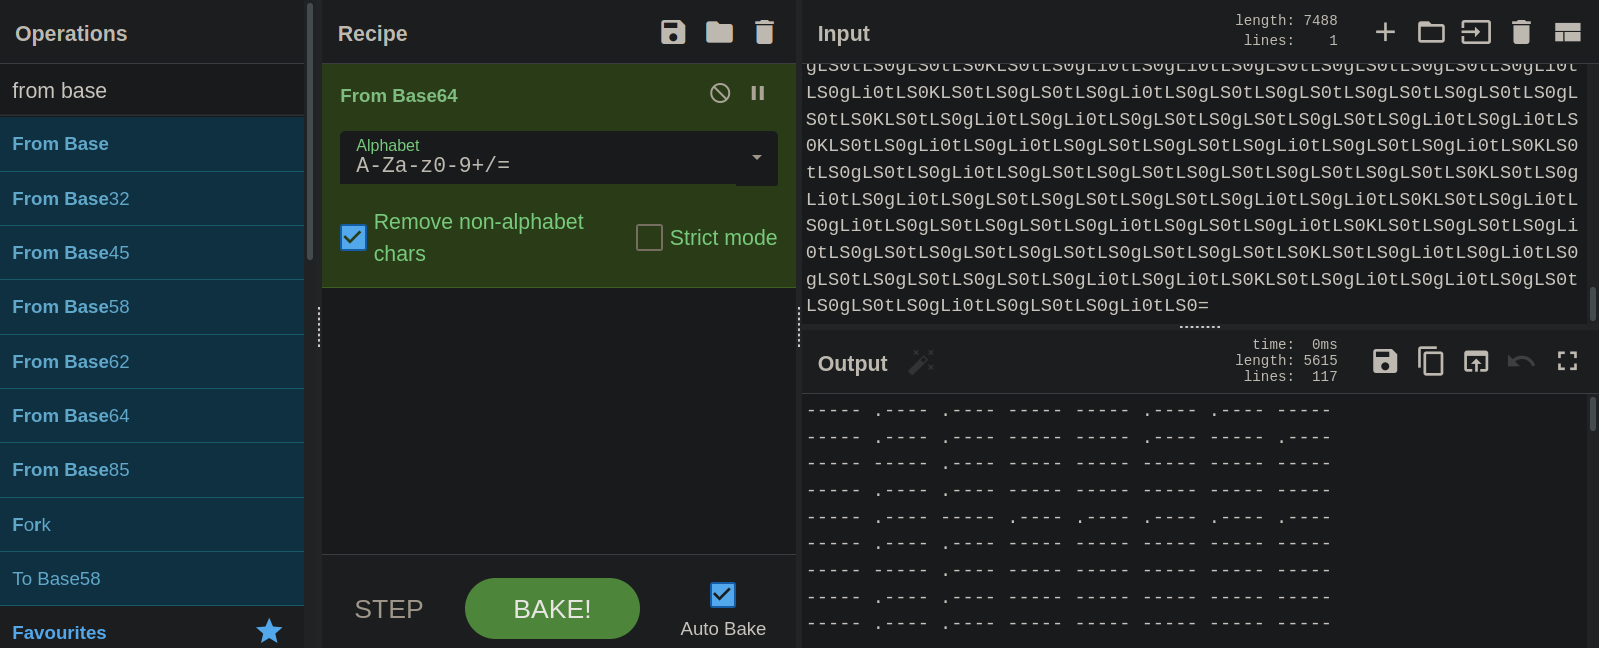 Operations
from base
From Base
From Base32
From Base45
From Base58
From Base62
From Base64
From Base85
Fork
To Base58
Favourites
Recipe
From Base64
Alphabet
A-Za-z0-9+/=
Remove non-alphabet
chars
Strict mode
STEP
BAKE!
Auto Bake
Input
length: 7488
lines: 1
gLS0tLS0gLS0tLS0KLS0tLS0gLi0tLS0gLi0tLS0gLS0tLS0gLS0tLS0gLS0tLS0gLi0t
LS0gLi0tLS0KLS0tLS0gLS0tLS0gLi0tLS0gLS0tLS0gLS0tLS0gLS0tLS0gLS0tLS0gL
S0tLS0KLS0tLS0gLi0tLS0gLi0tLS0gLS0tLS0gLS0tLS0gLS0tLS0gLi0tLS0gLi0tLS
0KLS0tLS0gLi0tLS0gLi0tLS0gLS0tLS0gLS0tLS0gLi0tLS0gLS0tLS0gLi0tLS0KLS0
tLS0gLS0tLS0gLi0tLS0gLS0tLS0gLS0tLS0gLS0tLS0gLS0tLS0gLS0tLS0KLS0tLS0g
Li0tLS0gLi0tLS0gLS0tLS0gLS0tLS0gLS0tLS0gLi0tLS0gLi0tLS0KLS0tLS0gLi0tL
S0gLi0tLS0gLS0tLS0gLS0tLS0gLi0tLS0gLS0tLS0gLi0tLS0KLS0tLS0gLS0tLS0gLi
0tLS0gLS0tLS0gLS0tLS0gLS0tLS0gLS0tLS0gLS0tLS0KLS0tLS0gLi0tLS0gLi0tLS0
gLS0tLS0gLS0tLS0gLS0tLS0gLi0tLS0gLi0tLS0KLS0tLS0gLi0tLS0gLi0tLS0gLS0t
LS0gLS0tLS0gLi0tLS0gLS0tLS0gLi0tLS0=
Output
time: 0ms
length: 5615
lines: 117
----- .---- .---- ----- ----- .---- .---- -----
----- .---- .---- ----- ----- .---- ----- .----
----- ----- .---- ----- ----- ----- ----- -----
----- .---- .---- ----- ----- ----- ----- -----
----- .---- ----- .---- .---- .---- .---- .----
----- .---- .---- ----- ----- ----- ----- -----
----- ----- .---- ----- ----- ----- ----- -----
----- .---- .---- ----- ----- ----- ----- -----
----- .---- .---- ----- ----- ----- ----- .----